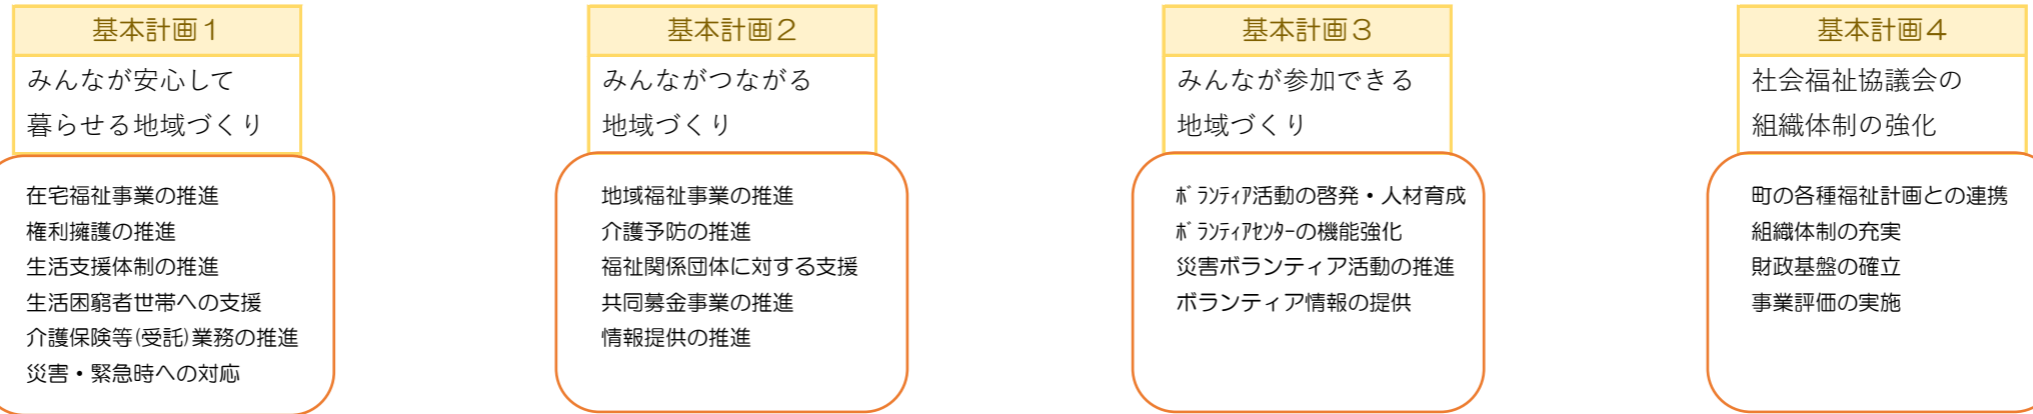 基本計画１
みんなが安心して
暮らせる地域づくり
在宅福祉事業の推進
権利擁護の推進
生活支援体制の推進
生活困窮者世帯への支援
介護保険等(受託)業務の推進
災害・緊急時への対応
基本計画２
みんながつながる
地域づくり
地域福祉事業の推進
介護予防の推進
福祉関係団体に対する支援
共同募金事業の推進
情報提供の推進
基本計画３
みんなが参加できる
地域づくり
ﾎﾞﾗﾝﾃｨｱ活動の啓発・人材育成
ﾎﾞﾗﾝﾃｨｱｾﾝﾀｰの機能強化
災害ボランティア活動の推進
ボランティア情報の提供
基本計画４
社会福祉協議会の
組織体制の強化
町の各種福祉計画との連携
組織体制の充実
財政基盤の確立
事業評価の実施